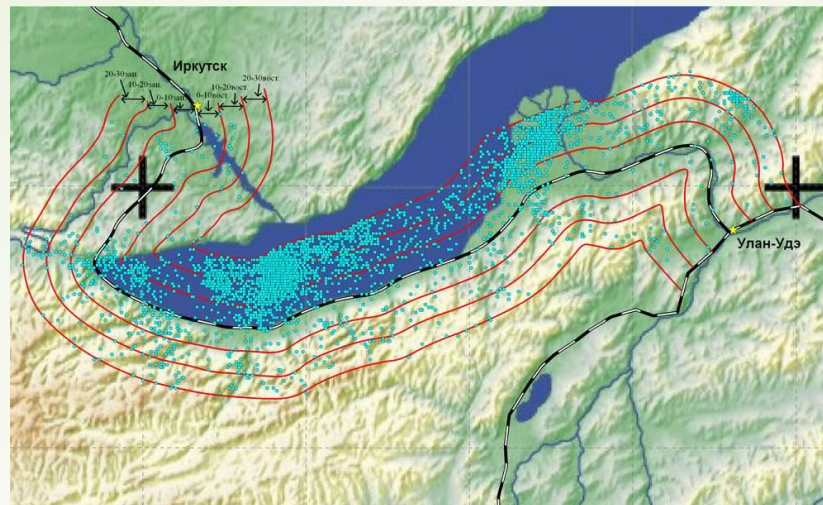 Иркутск
20-30зап.
10-20зап.
0-10зап.
0-10вост.
10-20вост.
20-30вост.
Улан-Удэ